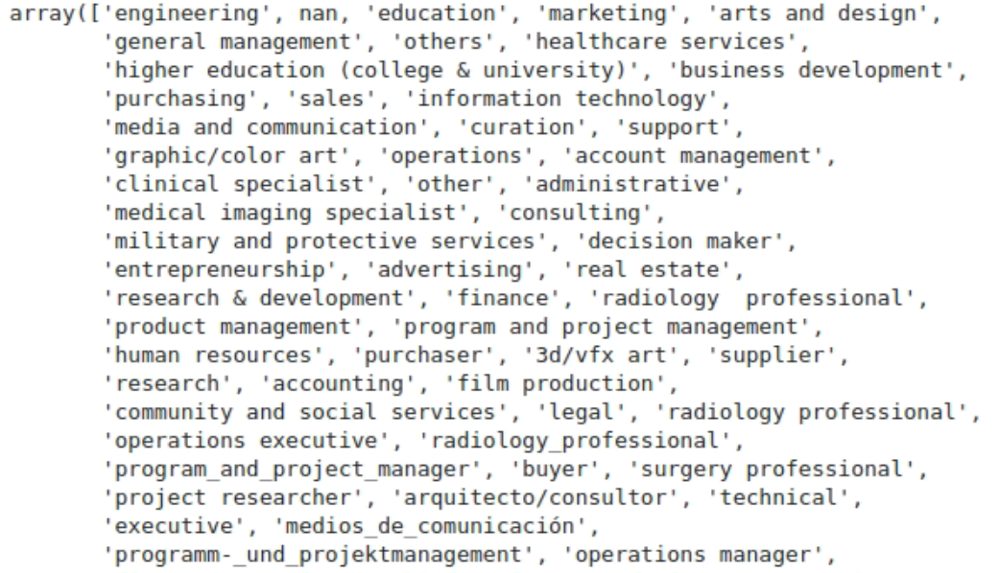 array(['engineering', nan, 'education', 'marketing', 'arts and design',
'general management', 'others', 'healthcare services',
'higher education (college & university)', 'business development',
'purchasing', 'sales', 'information technology',
'media and communication', 'curation', 'support',
'graphic/color art', 'operations', 'account management',
'clinical specialist', 'other', 'administrative',
'medical imaging specialist', 'consulting',
'military and protective services', 'decision maker',
'entrepreneurship', 'advertising', 'real estate',
'research & development', 'finance', 'radiology  professional',
'product management', 'program and project management',
'human resources', 'purchaser', '3d/vfx art', 'supplier',
'research', 'accounting', 'film production',
'community and social services', 'legal', 'radiology professional',
'operations executive', 'radiology_professional',
'program_and_project_manager', 'buyer', 'surgery professional',
'project researcher', 'arquitecto/consultor', 'technical',
'executive', 'medios_de_comunicación',
'programm-_und_projektmanagement', 'operations manager',